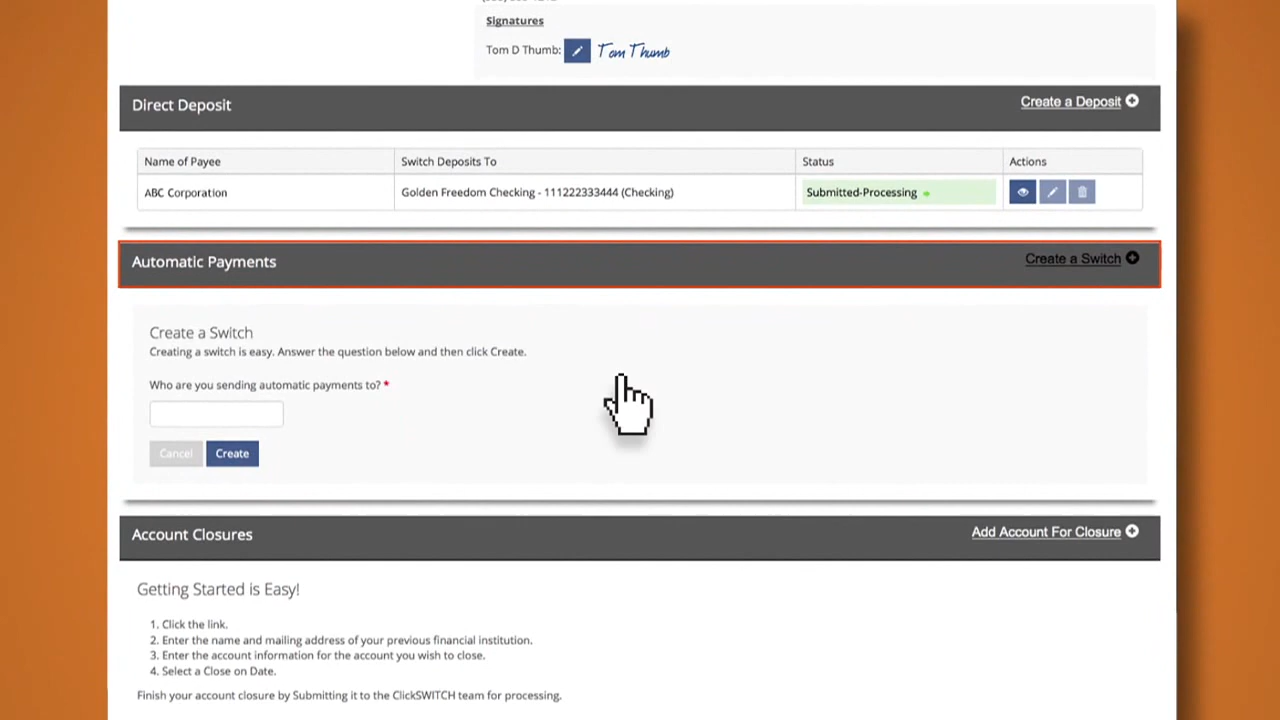 Signatures
Tom D Thumb: Tom Thumb
Direct Deposit
Create a Deposit
Name of Payee Switch Deposits To Status Actions
ABC Corporation Golden Freedom Checking - 111222333444 (Checking) Submitted-Processing
Automatic Payments
Create a Switch
Create a Switch
Creating a switch is easy. Answer the question below and then click Create.
Who are you sending automatic payments to? *
Cancel Create
Account Closures
Add Account For Closure
Getting Started is Easy!
1. Click the link.
2. Enter the name and mailing address of your previous financial institution.
3. Enter the account information for the account you wish to close.
4. Select a Close on Date.
Finish your account closure by Submitting it to the ClickSWITCH team for processing.